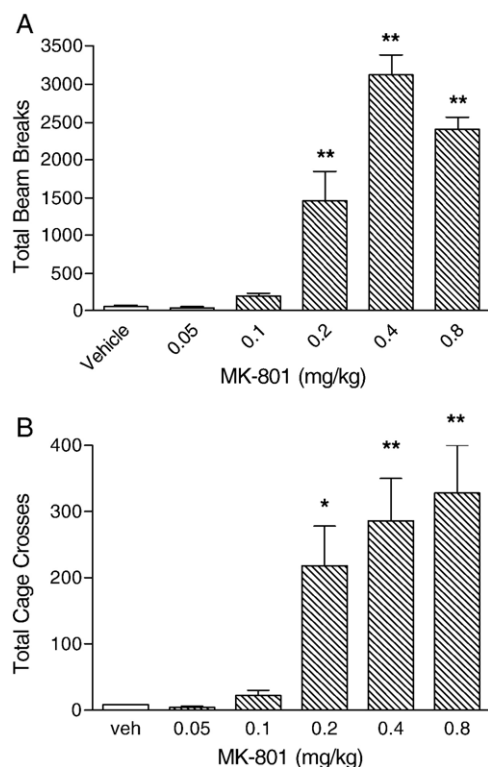 A
3500
3000
2500
2000
1500
1000
500
0
Total Beam Breaks
**
**
**
Vehicle 0.05 0.1 0.2 0.4 0.8
MK-801 (mg/kg)
B
400
300
200
100
0
Total Cage Crosses
*
**
**
veh 0.05 0.1 0.2 0.4 0.8
MK-801 (mg/kg)